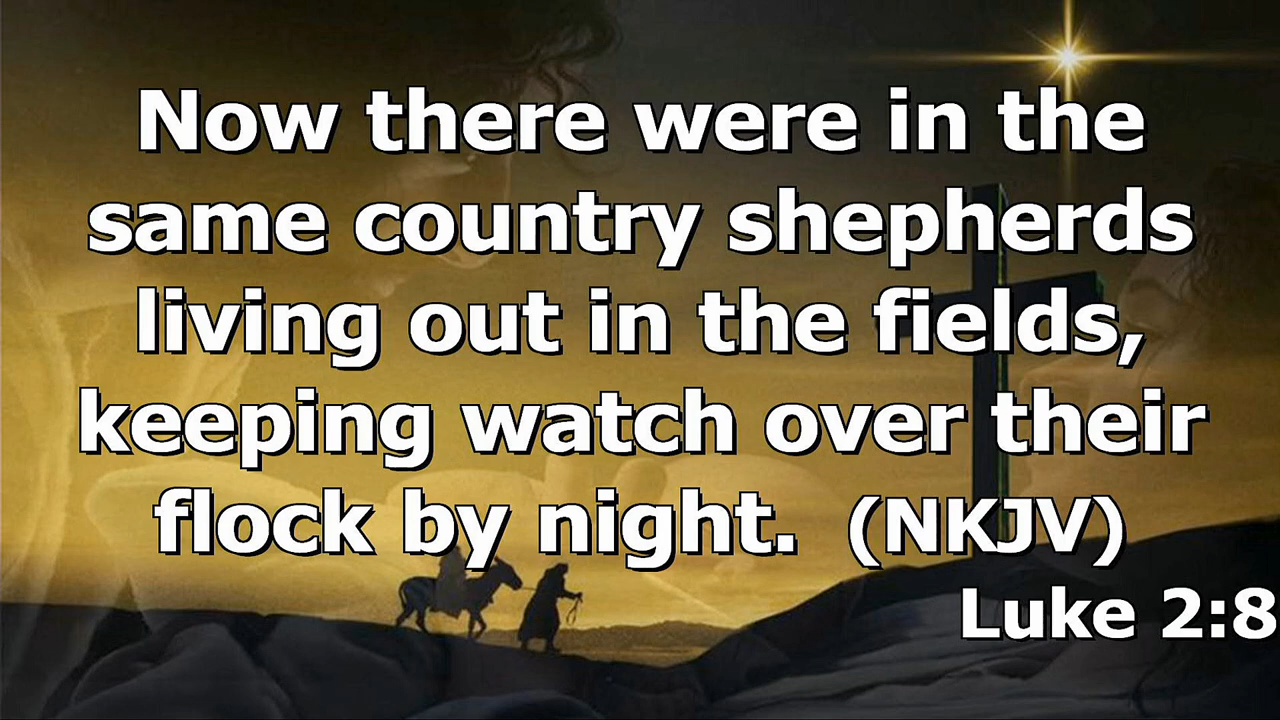 Now there were in the
same country shepherds
living out in the fields,
keeping watch over their
flock by night.  (NKJV)
Luke 2:8